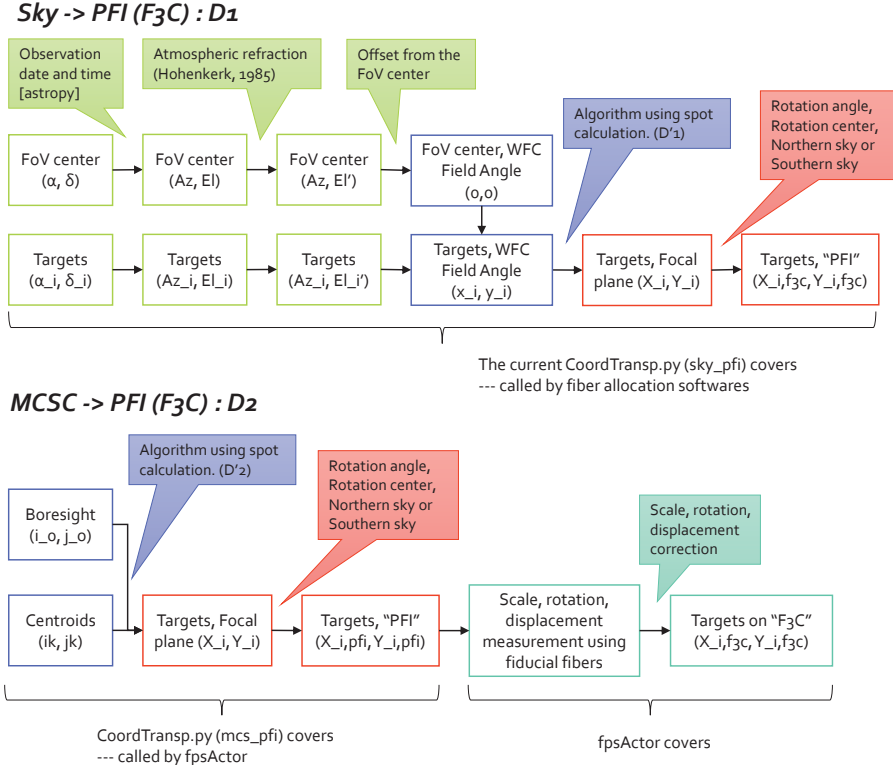 Sky -> PFI (F3C) : D1
Observation
date and time
[astropy]
Atmospheric refraction
(Hohenkerk, 1985)
Offset from the
FoV center
Algorithm using spot
calculation. (D'1)
Rotation angle,
Rotation center,
Northern sky or
Southern sky
FoV center
(α, δ)
FoV center
(Az, El)
FoV center
(Az, El')
FoV center, WFC
Field Angle
(0,0)
Targets
(α_i, δ_i)
Targets
(Az_i, El_i)
Targets
(Az_i, El_i')
Targets, WFC
Field Angle
(x_i, y_i)
Targets, Focal
plane (X_i, Y_i)
Targets, "PFI"
(X_i,f3c, Y_i,f3c)
The current CoordTransp.py (sky_pfi) covers
--- called by fiber allocation softwares
MCSC -> PFI (F3C) : D2
Algorithm using spot
calculation. (D'2)
Rotation angle,
Rotation center,
Northern sky or
Southern sky
Scale, rotation,
displacement
correction
Boresight
(i_0, j_0)
Centroids
(ik, jk)
Targets, Focal
plane (X_i, Y_i)
Targets, "PFI"
(X_i,pfi, Y_i,pfi)
Scale, rotation,
displacement
measurement using
fiducial fibers
Targets on "F3C"
(X_i,f3c, Y_i,f3c)
CoordTransp.py (mcs_pfi) covers
--- called by fpsActor
fpsActor covers